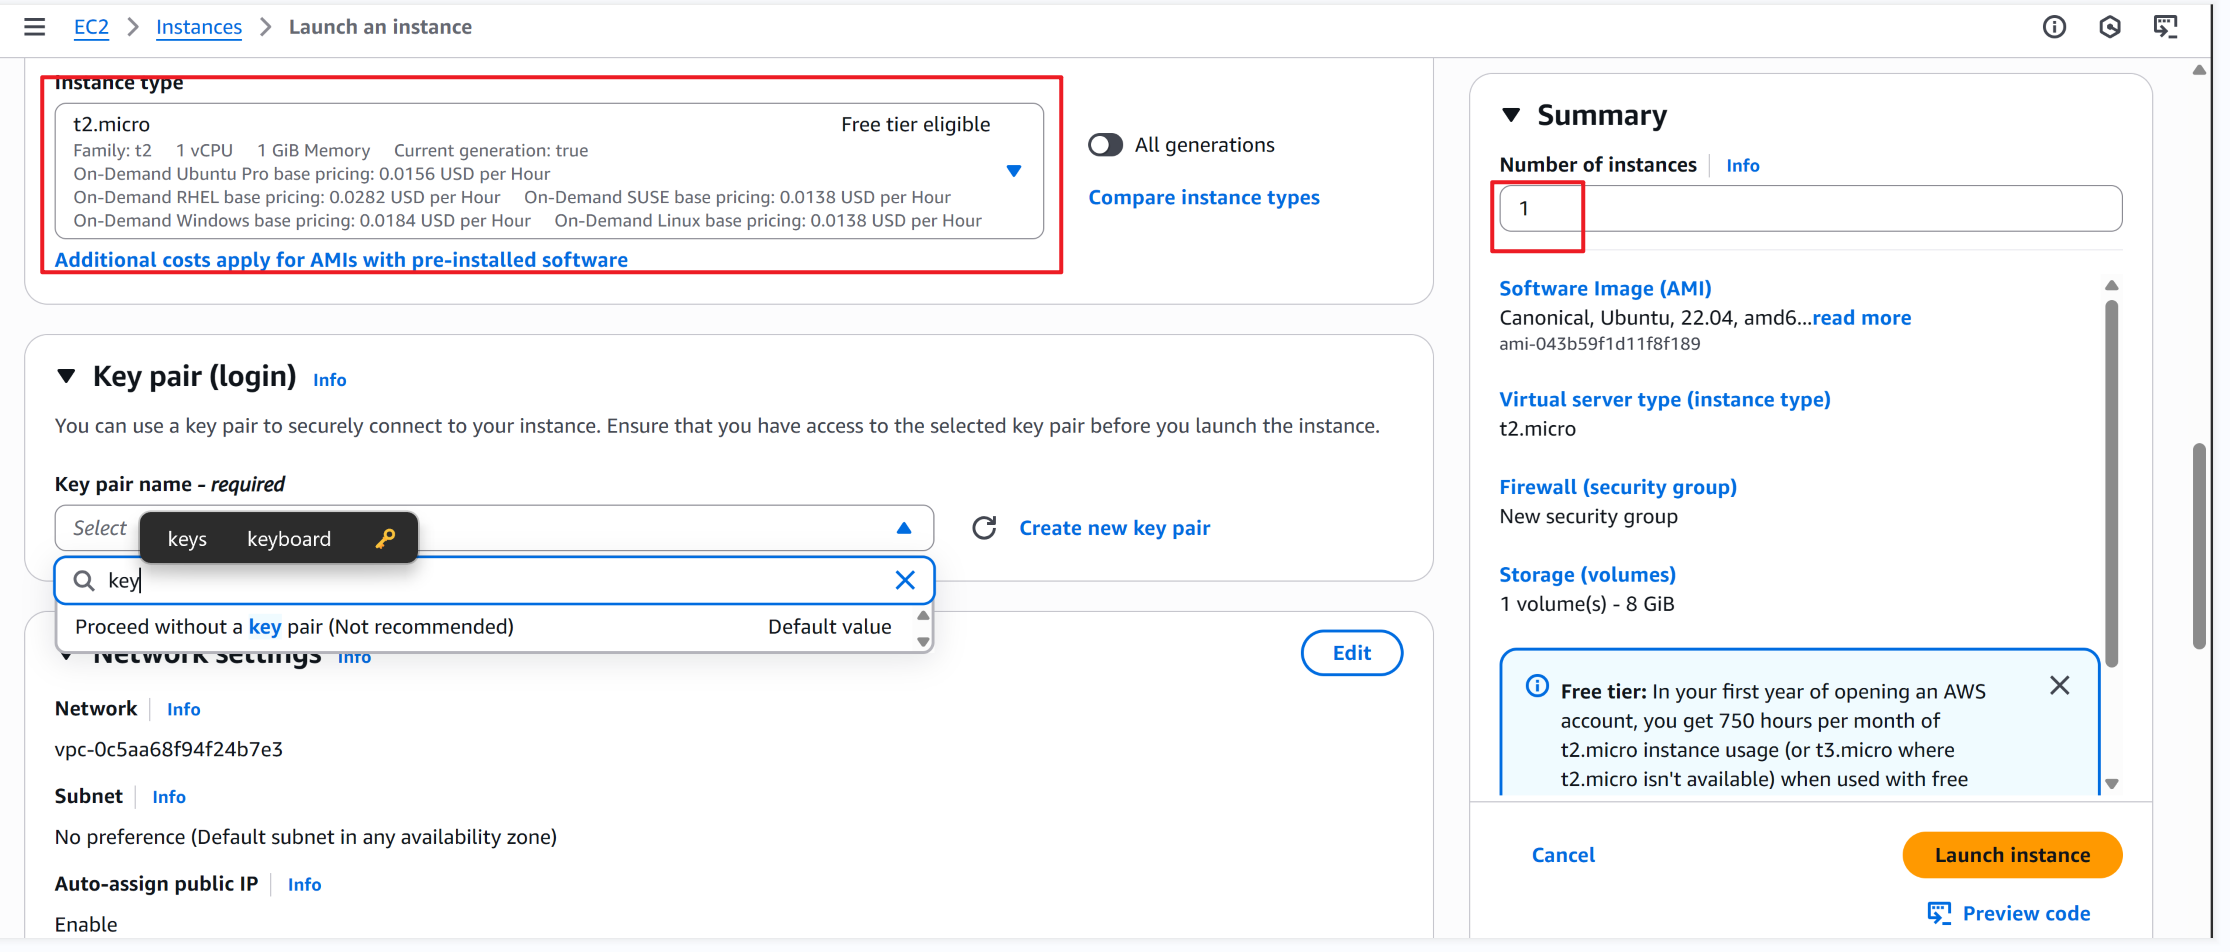 EC2 > Instances > Launch an instance
Instance type
t2.micro Free tier eligible
Family: t2 1 vCPU 1 GiB Memory Current generation: true
On-Demand Ubuntu Pro base pricing: 0.0156 USD per Hour
On-Demand RHEL base pricing: 0.0282 USD per Hour On-Demand SUSE base pricing: 0.0138 USD per Hour
On-Demand Windows base pricing: 0.0184 USD per Hour On-Demand Linux base pricing: 0.0138 USD per Hour
Additional costs apply for AMIs with pre-installed software
All generations
Compare instance types
Key pair (login) Info
You can use a key pair to securely connect to your instance. Ensure that you have access to the selected key pair before you launch the instance.
Key pair name - required
Select
keys keyboard
Create new key pair
key
Proceed without a key pair (Not recommended) Default value
Network settings Info
Edit
Network Info
vpc-0c5aa68f94f24b7e3
Subnet Info
No preference (Default subnet in any availability zone)
Auto-assign public IP Info
Enable
Summary
Number of instances Info
1
Software Image (AMI)
Canonical, Ubuntu, 22.04, amd6...read more
ami-043b59f1d11f8f189
Virtual server type (instance type)
t2.micro
Firewall (security group)
New security group
Storage (volumes)
1 volume(s) - 8 GiB
Free tier: In your first year of opening an AWS
account, you get 750 hours per month of
t2.micro instance usage (or t3.micro where
t2.micro isn't available) when used with free
Cancel
Launch instance
Preview code